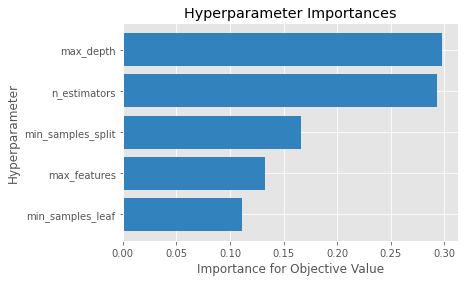 Hyperparameter Importances
Hyperparameter
max_depth
n_estimators
min_samples_split
max_features
min_samples_leaf
0.00 0.05 0.10 0.15 0.20 0.25 0.30
Importance for Objective Value